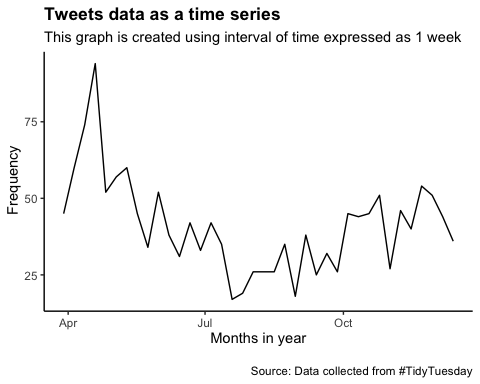 Tweets data as a time series
This graph is created using interval of time expressed as 1 week
75
50
25
Frequency
Apr Jul Oct
Months in year
Source: Data collected from #TidyTuesday